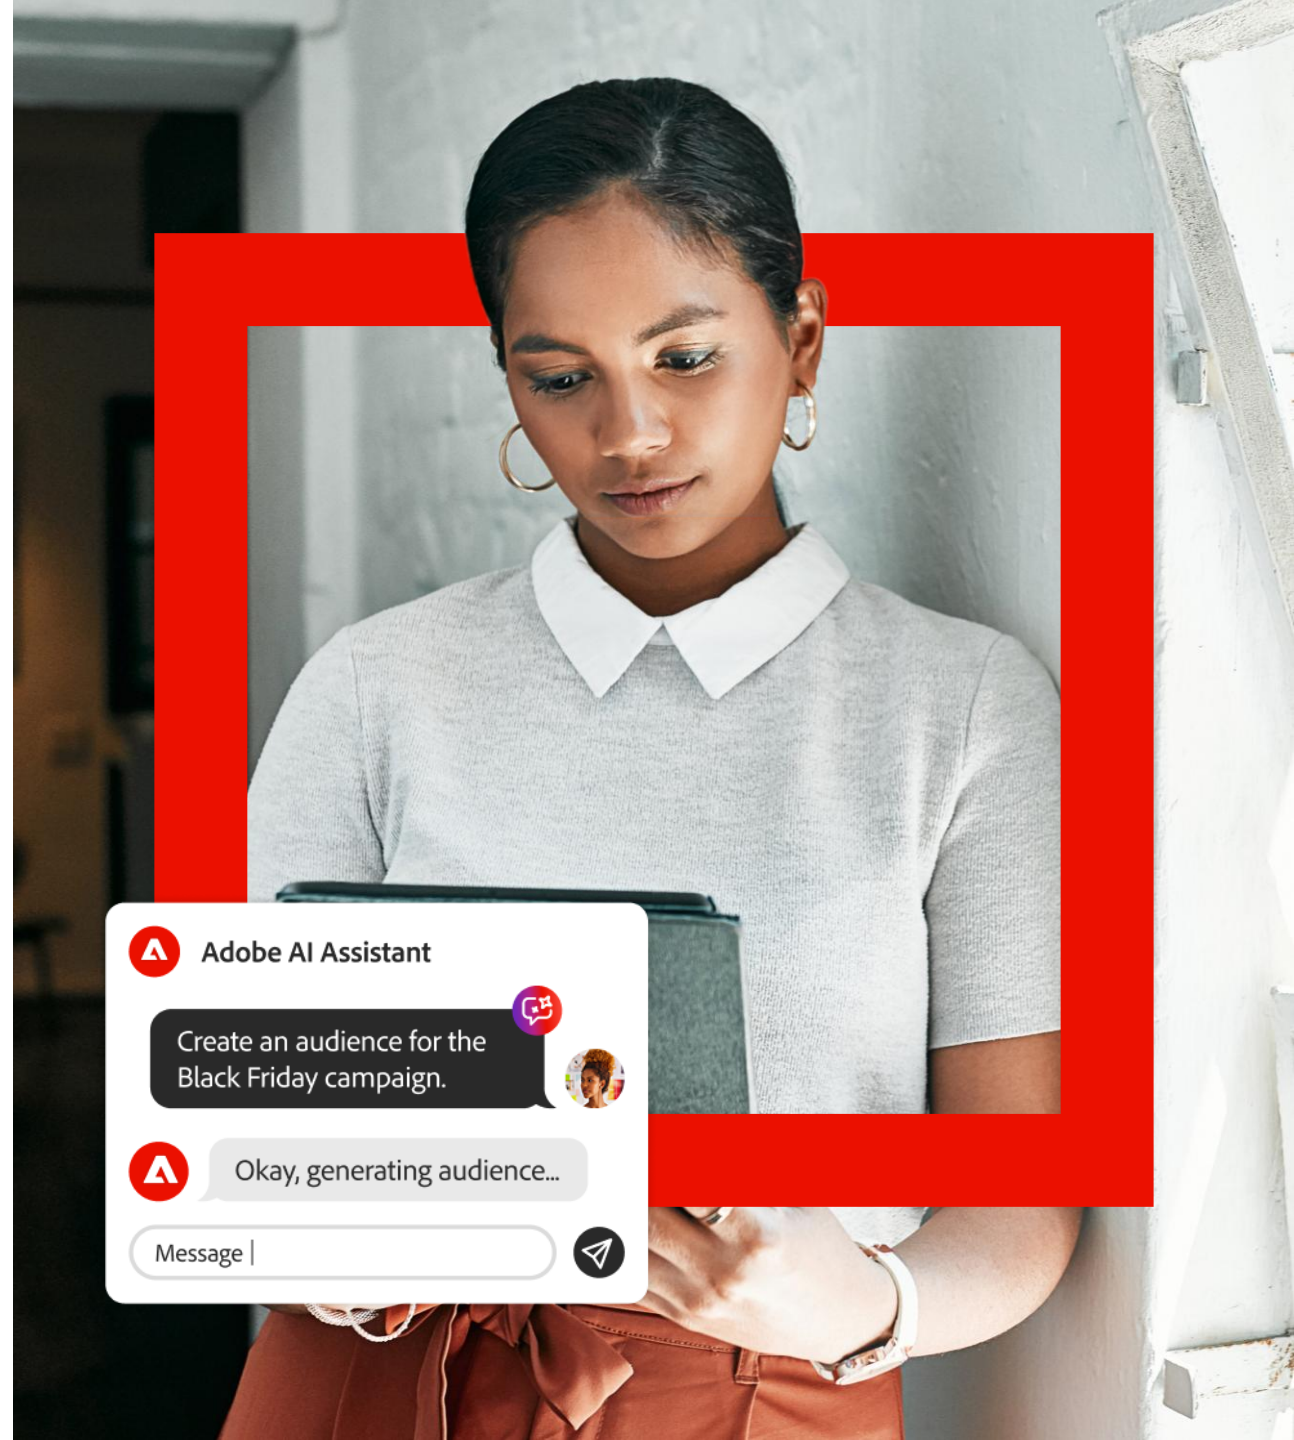 Adobe AI Assistant
Create an audience for the
Black Friday campaign.
Okay, generating audience...
Message